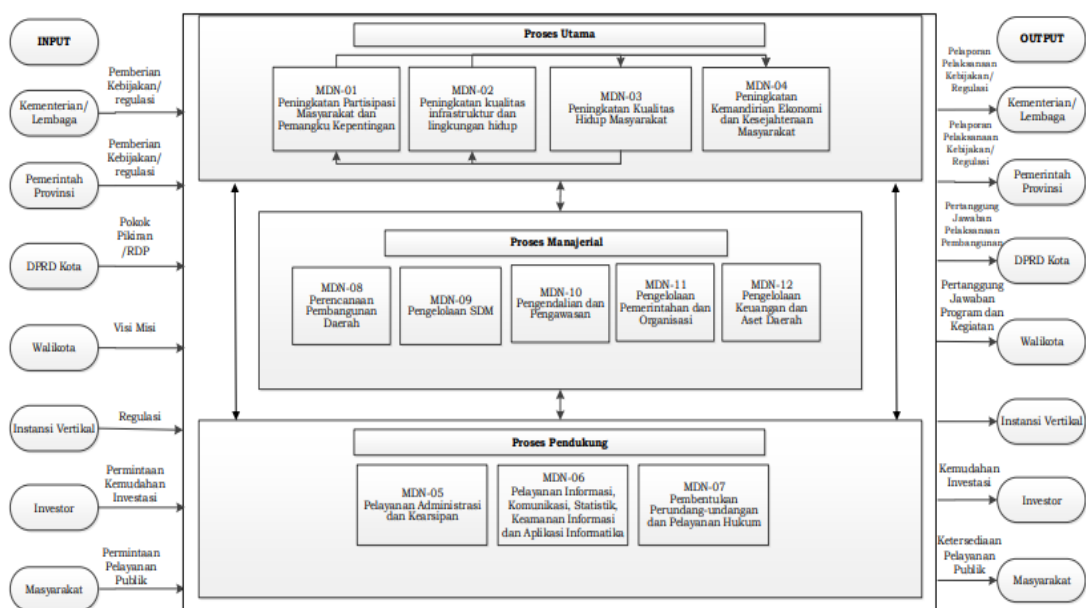 INPUT
Pemberian
Kebijakan/
regulasi
Kementerian/
Lembaga
Pemberian
Kebijakan/
regulasi
Pemerintah
Provinsi
Pokok
Pikiran
/RDP
DPRD Kota
Visi Misi
Walikota
Regulasi
Instansi Vertikal
Permintaan
Kemudahan
Investasi
Investor
Permintaan
Pelayanan
Publik
Masyarakat
Proses Utama
MDN-01
Peningkatan Partisipasi
Masyarakat dan
Pemangku Kepentingan
MDN-02
Peningkatan kualitas
infrastruktur dan
lingkungan hidup
MDN-03
Peningkatan Kualitas
Hidup Masyarakat
MDN-04
Peningkatan
Kemandirian Ekonomi
dan Kesejahteraan
Masyarakat
Proses Manajerial
MDN-08
Perencanaan
Pembangunan
Daerah
MDN-09
Pengelolaan SDM
MDN-10
Pengendalian dan
Pengawasan
MDN-11
Pengelolaan
Pemerintahan dan
Organisasi
MDN-12
Pengelolaan
Keuangan dan
Aset Daerah
Proses Pendukung
MDN-05
Pelayanan Administrasi
dan Kearsipan
MDN-06
Pelayanan Informasi,
Komunikasi, Statistik,
Keamanan Informasi
dan Aplikasi Informatika
MDN-07
Pembentukan
Perundang-undangan
dan Pelayanan Hukum
OUTPUT
Pelaporan
Pelaksanaan
Kebijakan/
Regulasi
Kementerian/
Lembaga
Pelaporan
Pelaksanaan
Kebijakan/
Regulsai
Pemerintah
Provinsi
Pertanggung
Jawaban
Pelaksanaan
Pembangunan
DPRD Kota
Pertanggung
Jawaban
Program dan
Kegiatan
Walikota
Instansi Vertikal
Kemudahan
Investasi
Investor
Ketersediaan
Pelayanan
Publik
Masyarakat